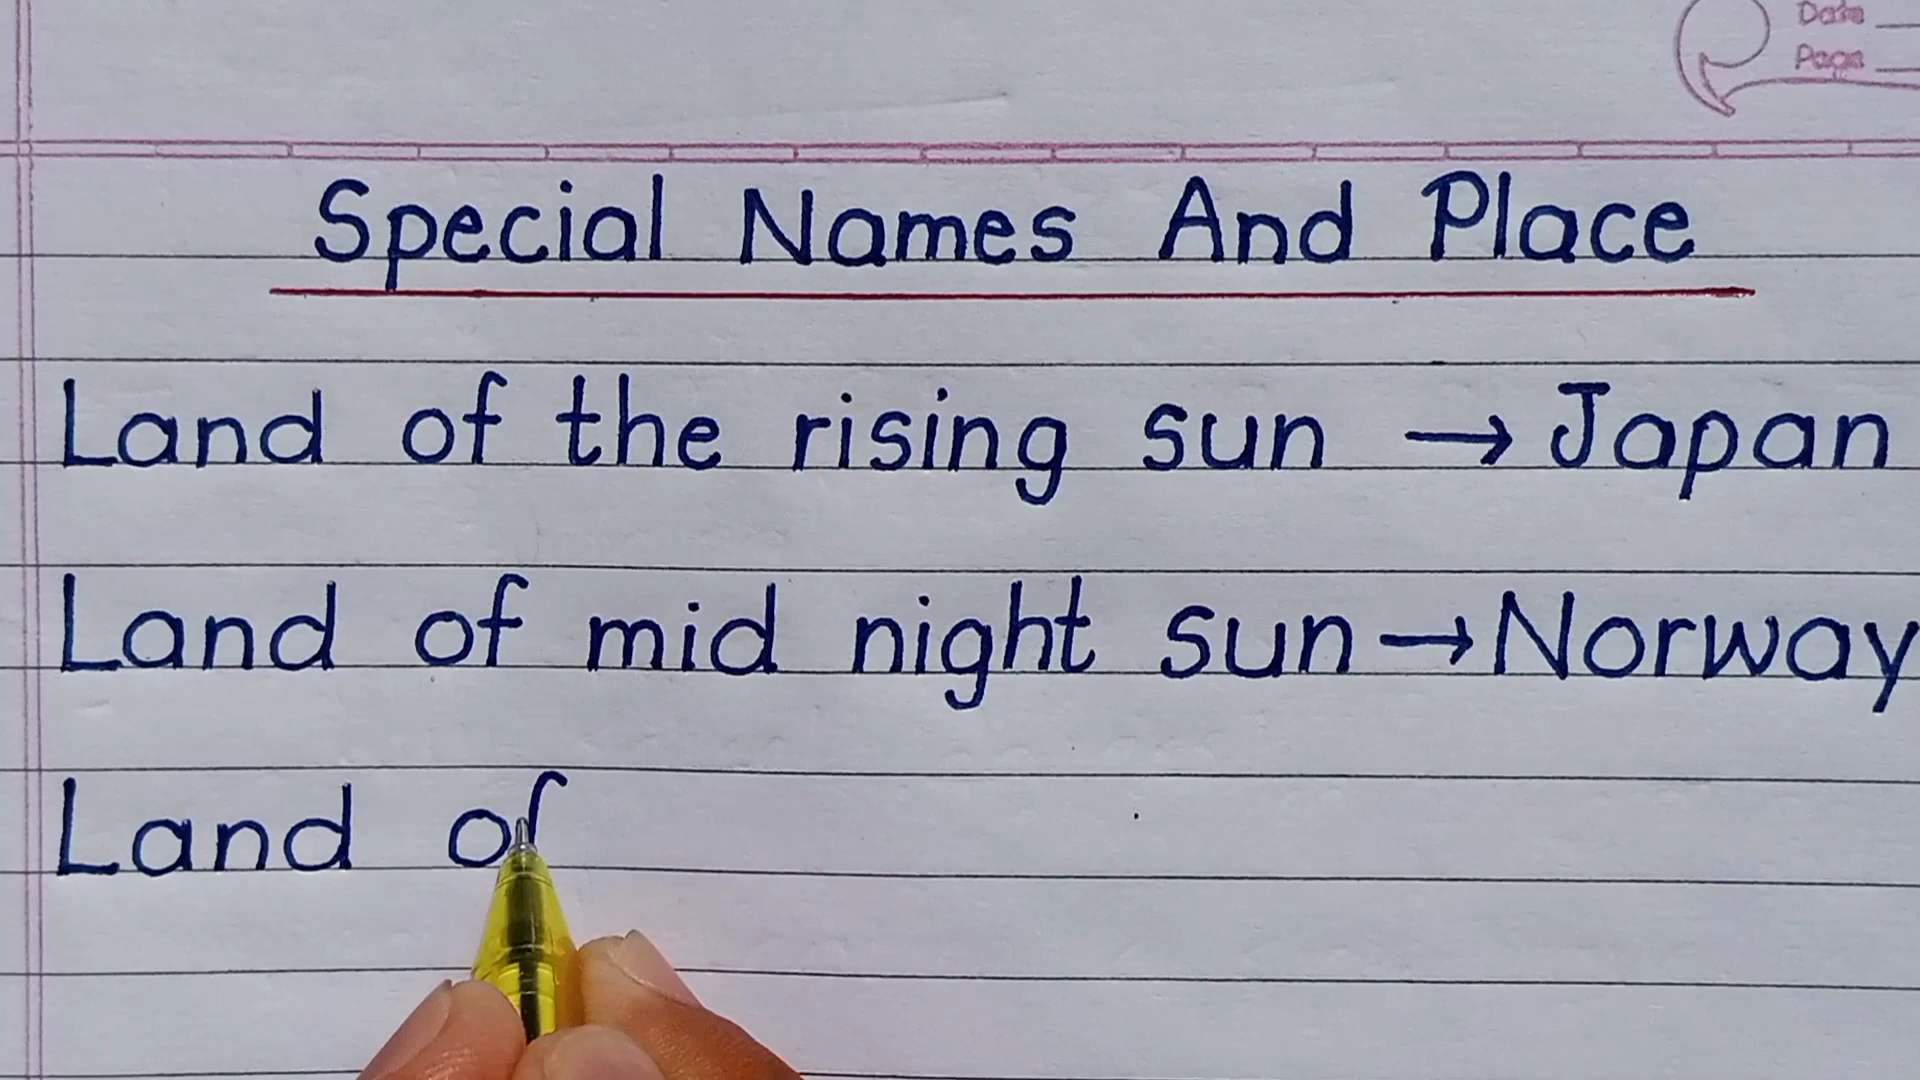 Date
Page
Special Names And Place
Land of the rising sun → Japan
Land of mid night sun → Norway
Land of